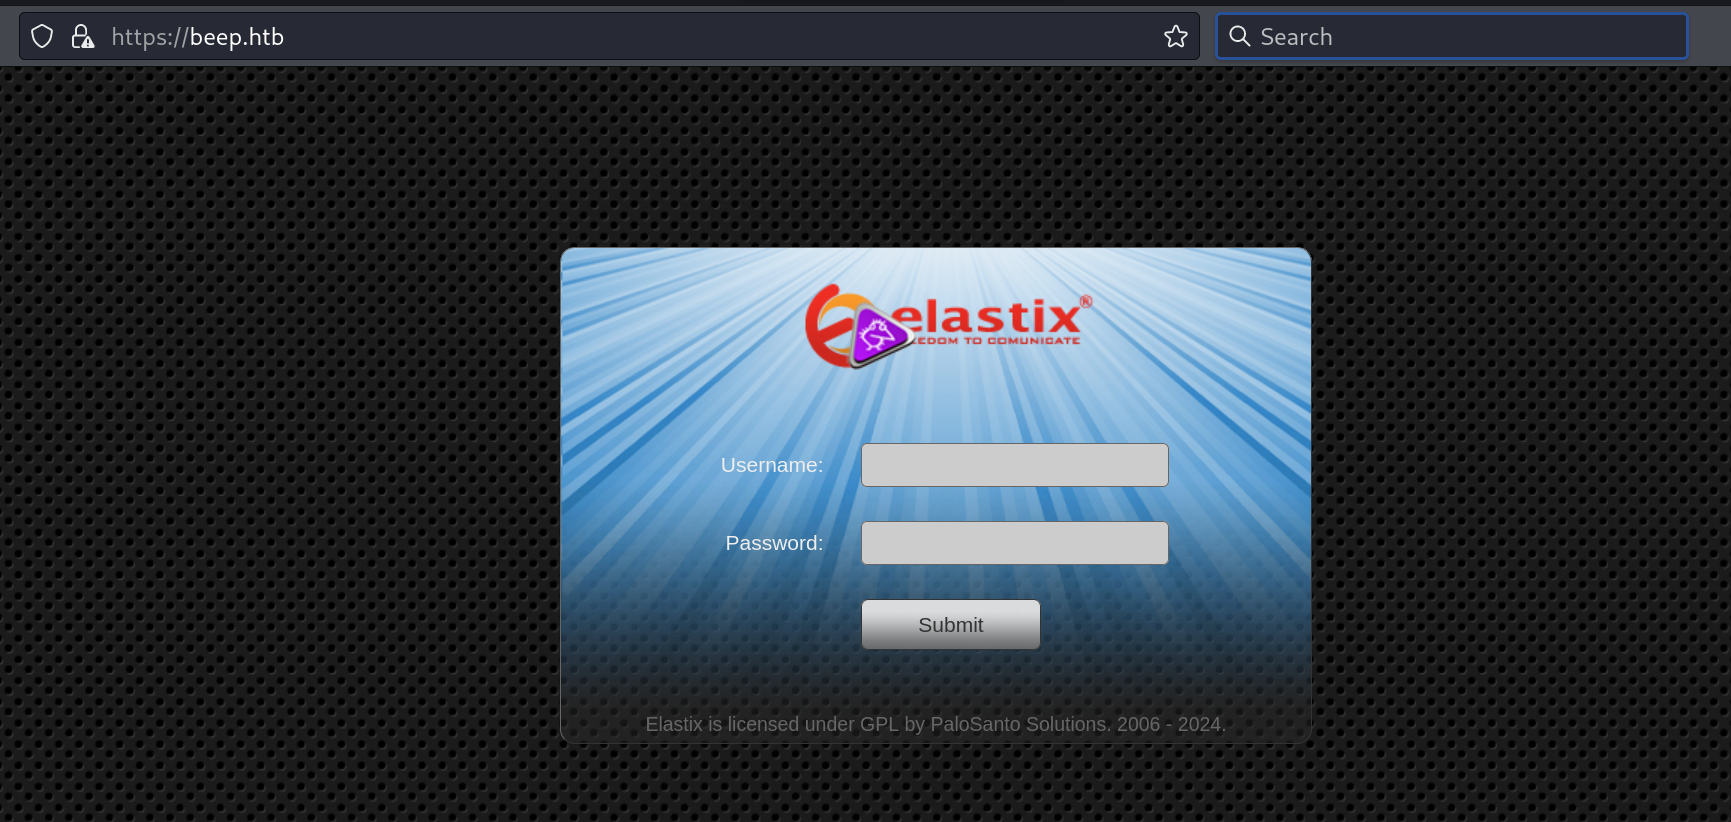 https://beep.htb
Search
elastix®
EDOM TO COMUNICATE
Username:
Password:
Submit
Elastix is licensed under GPL by PaloSanto Solutions. 2006 - 2024.